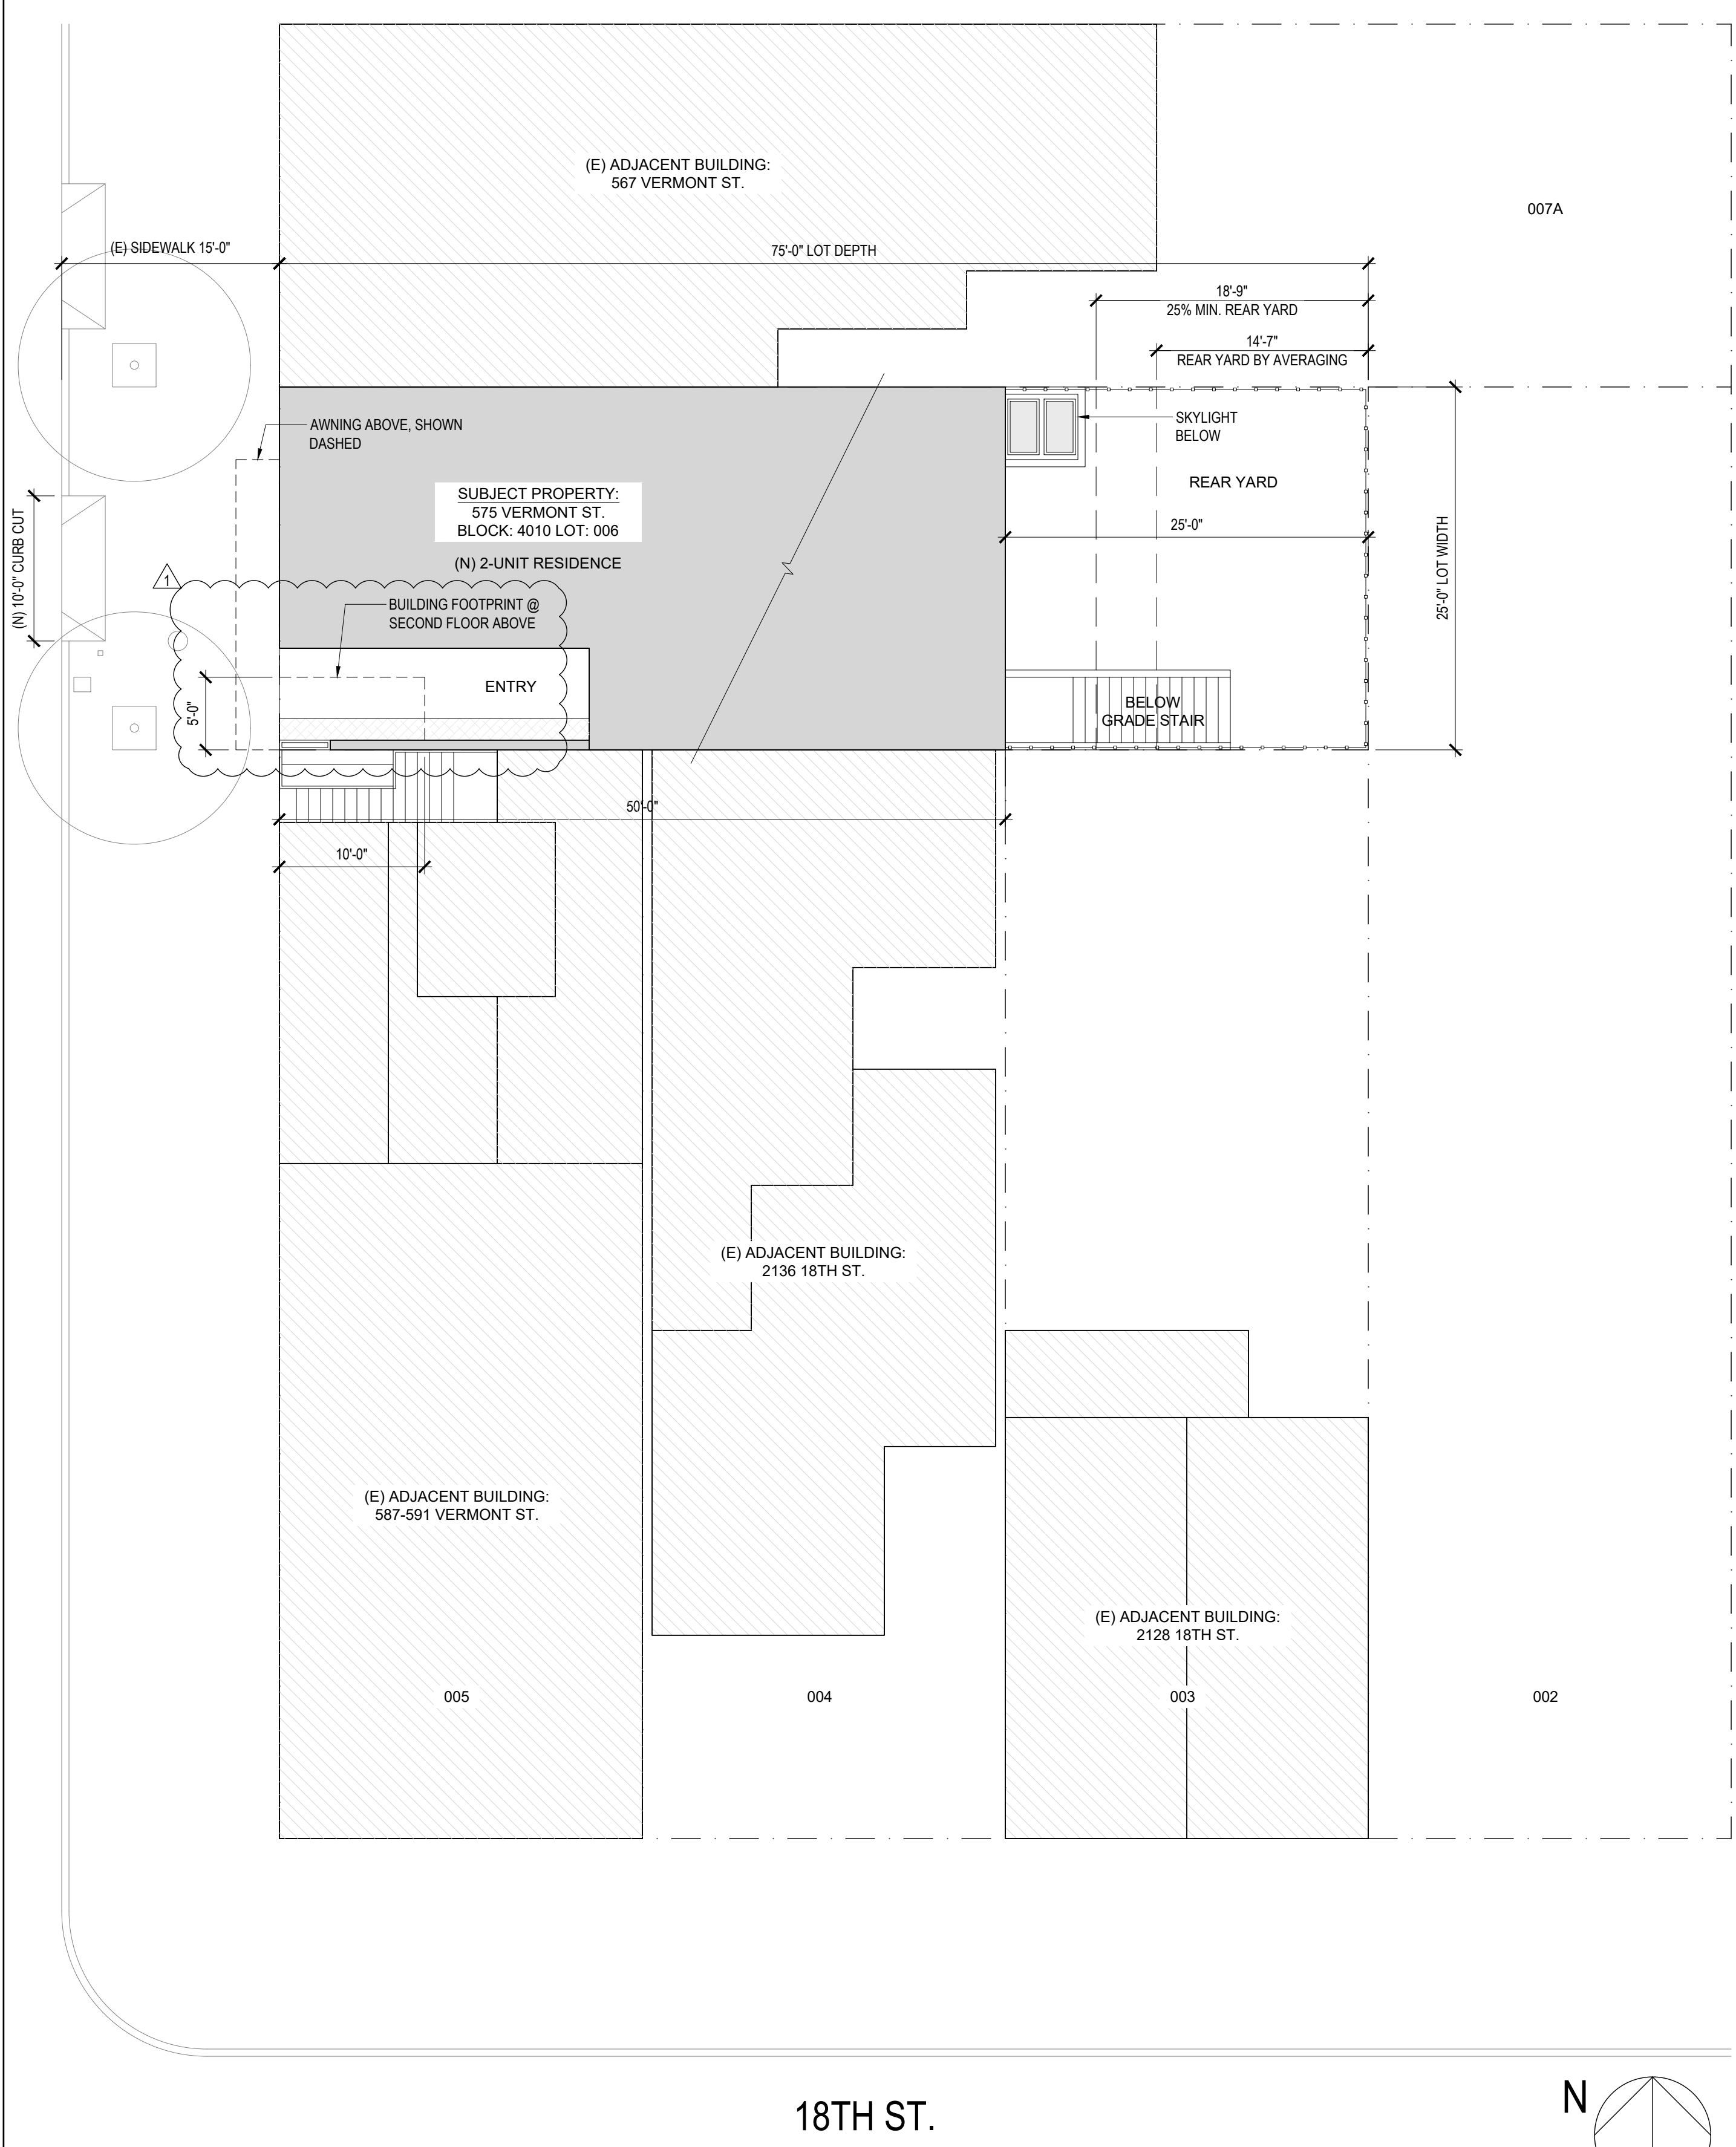 (E) ADJACENT BUILDING:
567 VERMONT ST.
007A
(E) SIDEWALK 15'-0"
75'-0" LOT DEPTH
18'-9"
25% MIN. REAR YARD
14'-7"
REAR YARD BY AVERAGING
AWNING ABOVE, SHOWN
DASHED
SKYLIGHT
BELOW
REAR YARD
SUBJECT PROPERTY:
575 VERMONT ST.
BLOCK: 4010 LOT: 006
(N) 2-UNIT RESIDENCE
25'-0"
25'-0" LOT WIDTH
(N) 10'-0" CURB CUT
1
BUILDING FOOTPRINT @
SECOND FLOOR ABOVE
ENTRY
5'-0"
BELOW
GRADE STAIR
50'-0"
10'-0"
(E) ADJACENT BUILDING:
2136 18TH ST.
(E) ADJACENT BUILDING:
587-591 VERMONT ST.
(E) ADJACENT BUILDING:
2128 18TH ST.
005
004
003
002
18TH ST.
N